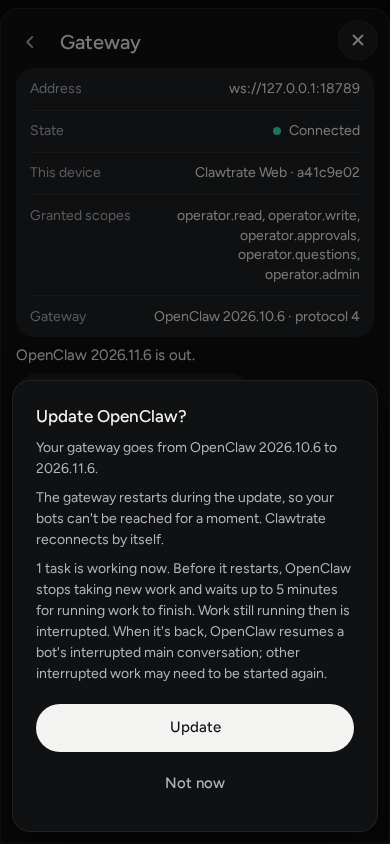 Gateway
Address ws://127.0.0.1:18789
State Connected
This device Clawtrate Web · a41c9e02
Granted scopes operator.read, operator.write,
operator.approvals,
operator.questions,
operator.admin
Gateway OpenClaw 2026.10.6 · protocol 4
OpenClaw 2026.11.6 is out.
Update OpenClaw?
Your gateway goes from OpenClaw 2026.10.6 to
2026.11.6.
The gateway restarts during the update, so your
bots can't be reached for a moment. Clawtrate
reconnects by itself.
1 task is working now. Before it restarts, OpenClaw
stops taking new work and waits up to 5 minutes
for running work to finish. Work still running then is
interrupted. When it's back, OpenClaw resumes a
bot's interrupted main conversation; other
interrupted work may need to be started again.
Update
Not now